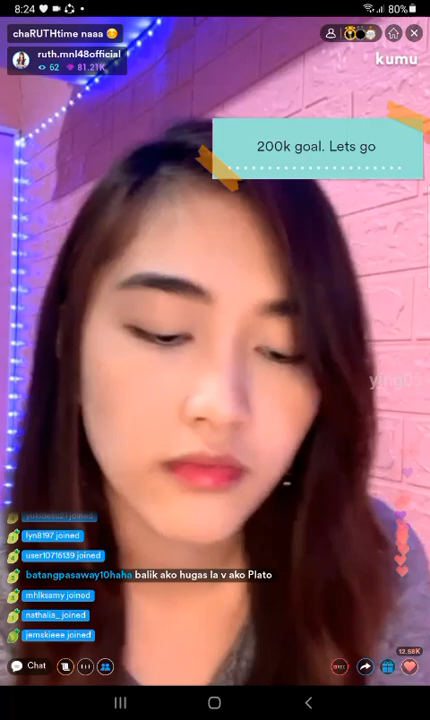 8:24
80%
chaRUTHtime naaa
ruth.mnl48official
62 81.21K
kumu
200k goal. Lets go
lyn8197 joined
user10716139 joined
batangpasaway10haha balik ako hugas la v ako Plato
mhlksamy joined
nathalia_ joined
jemskieee joined
12.58K
Chat